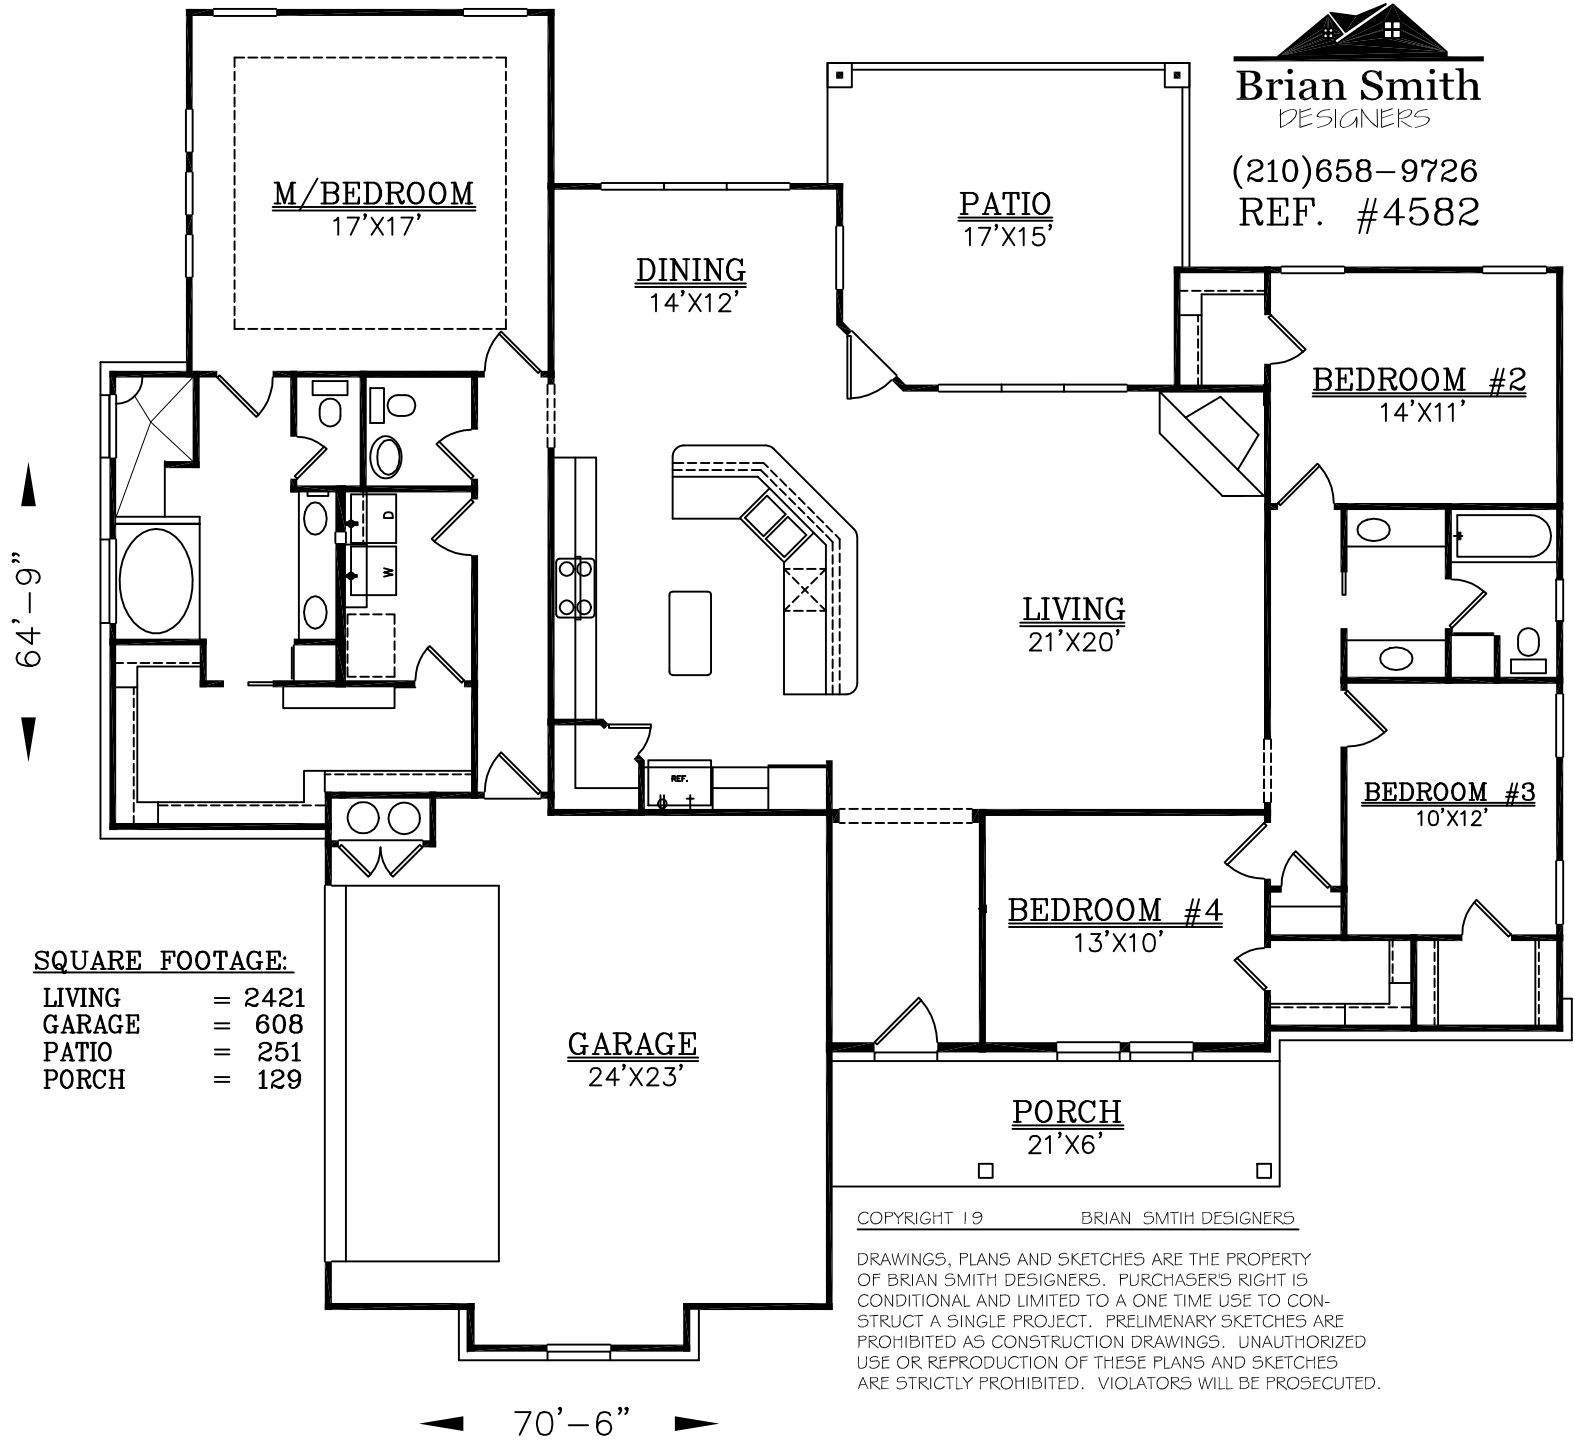 Brian Smith
DESIGNERS
(210)658-9726
REF. #4582
M/BEDROOM
17'X17'
PATIO
17'X15'
DINING
14'X12'
BEDROOM #2
14'X11'
D
W
LIVING
21'X20'
64'-9"
REF.
BEDROOM #3
10'X12'
BEDROOM #4
13'X10'
SQUARE FOOTAGE:
LIVING = 2421
GARAGE = 608
PATIO = 251
PORCH = 129
GARAGE
24'X23'
PORCH
21'X6'
COPYRIGHT 19 BRIAN SMTIH DESIGNERS
DRAWINGS, PLANS AND SKETCHES ARE THE PROPERTY
OF BRIAN SMITH DESIGNERS. PURCHASER'S RIGHT IS
CONDITIONAL AND LIMITED TO A ONE TIME USE TO CON-
STRUCT A SINGLE PROJECT. PRELIMENARY SKETCHES ARE
PROHIBITED AS CONSTRUCTION DRAWINGS. UNAUTHORIZED
USE OR REPRODUCTION OF THESE PLANS AND SKETCHES
ARE STRICTLY PROHIBITED. VIOLATORS WILL BE PROSECUTED.
70'-6"